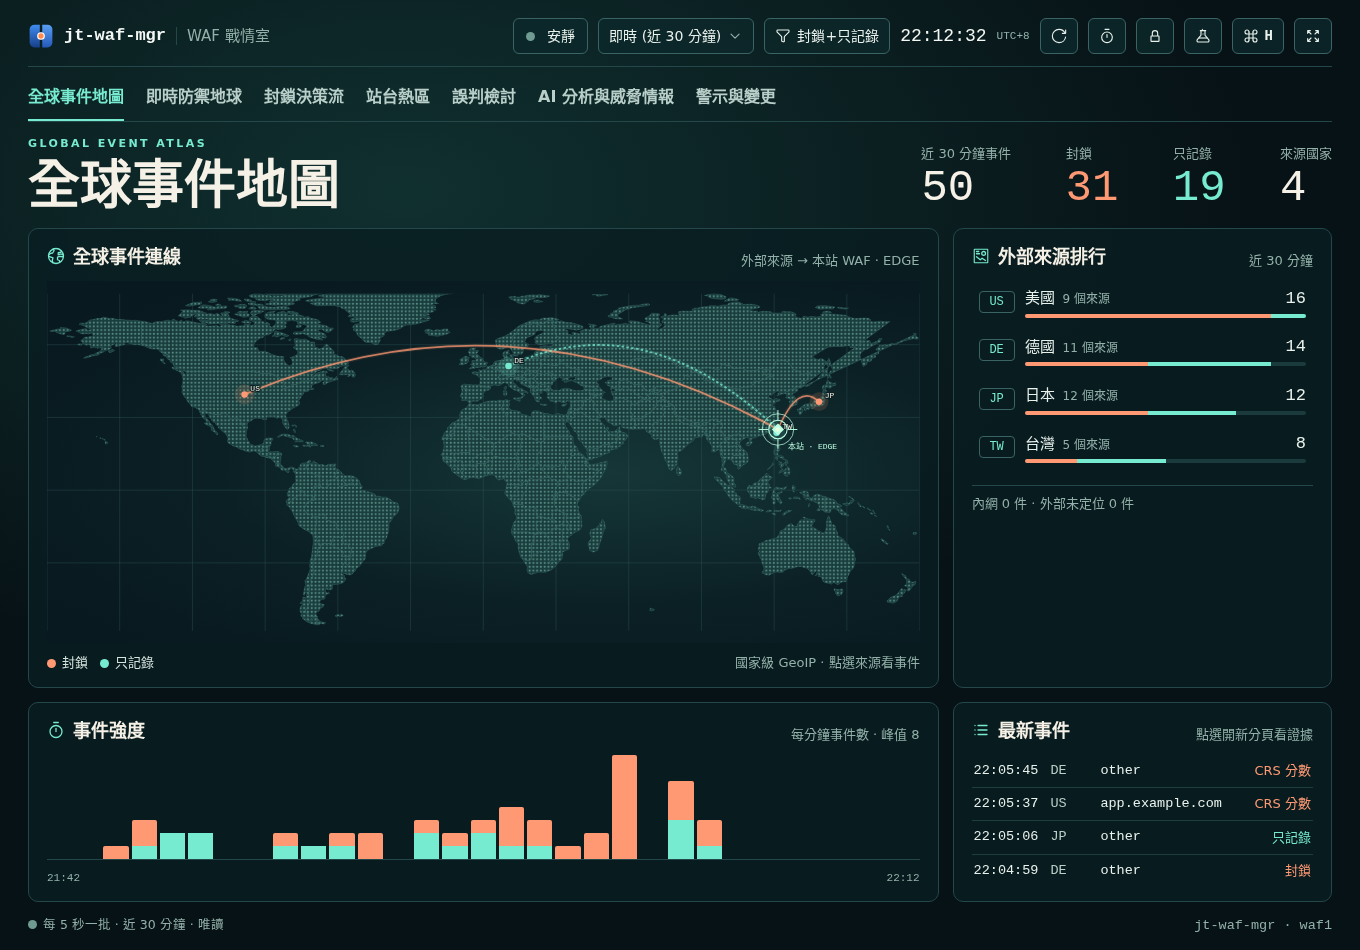 jt-waf-mgr WAF 戰情室 安靜 即時 (近 30 分鐘) 封鎖+只記錄 22:12:32 UTC+8 ⌘ H
全球事件地圖 即時防禦地球 封鎖決策流 站台熱區 誤判檢討 AI 分析與威脅情報 警示與變更
GLOBAL EVENT ATLAS
全球事件地圖
近 30 分鐘事件 封鎖 只記錄 來源國家
50 31 19 4
全球事件連線
外部來源 → 本站 WAF · EDGE
US
DE
JP
本站 · EDGE
封鎖 只記錄
國家級 GeoIP · 點選來源看事件
外部來源排行 近 30 分鐘
US 美國 9 個來源 16
DE 德國 11 個來源 14
JP 日本 12 個來源 12
TW 台灣 5 個來源 8
內網 0 件 · 外部未定位 0 件
事件強度 每分鐘事件數 · 峰值 8
21:42 22:12
最新事件 點選開新分頁看證據
22:05:45 DE other CRS 分數
22:05:37 US app.example.com CRS 分數
22:05:06 JP other 只記錄
22:04:59 DE other 封鎖
每 5 秒一批 · 近 30 分鐘 · 唯讀
jt-waf-mgr · waf1